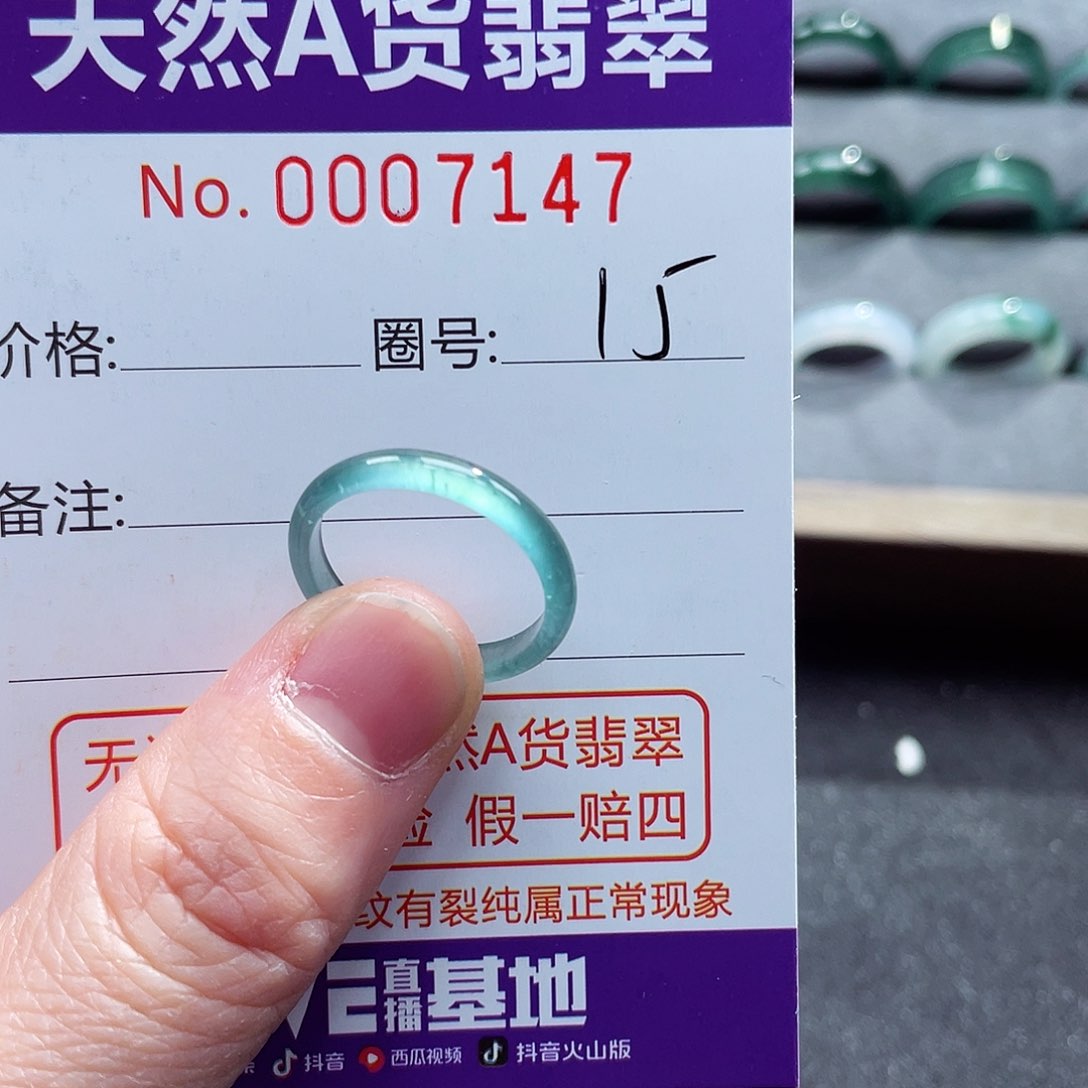 天然A货翡翠
No. 0007147
价格: 圈号: 15
备注:
无 然A货翡翠
假一赔四
纹有裂纯属正常现象
直播基地
抖音 西瓜视频 抖音火山版